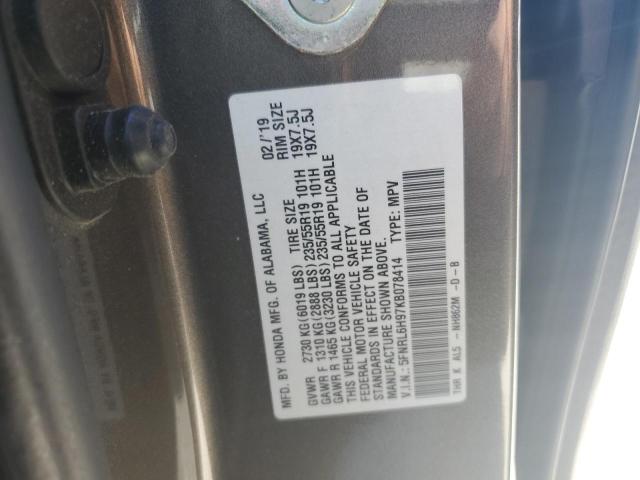 MFD. BY HONDA MFG. OF ALABAMA, LLC 02/'19
GVWR 2730 KG(6019 LBS) TIRE SIZE RIM SIZE
GAWR F 1310 KG(2888 LBS)235/55R19 101H 19X7.5J
GAWR R 1465 KG(3230 LBS)235/55R19 101H 19X7.5J
THIS VEHICLE CONFORMS TO ALL APPLICABLE
FEDERAL MOTOR VEHICLE SAFETY
STANDARDS IN EFFECT ON THE DATE OF
MANUFACTURE SHOWN ABOVE.
V.I.N.: 5FNRL6H97KB078414 TYPE: MPV
THR K AL5 -NH862M -D-B